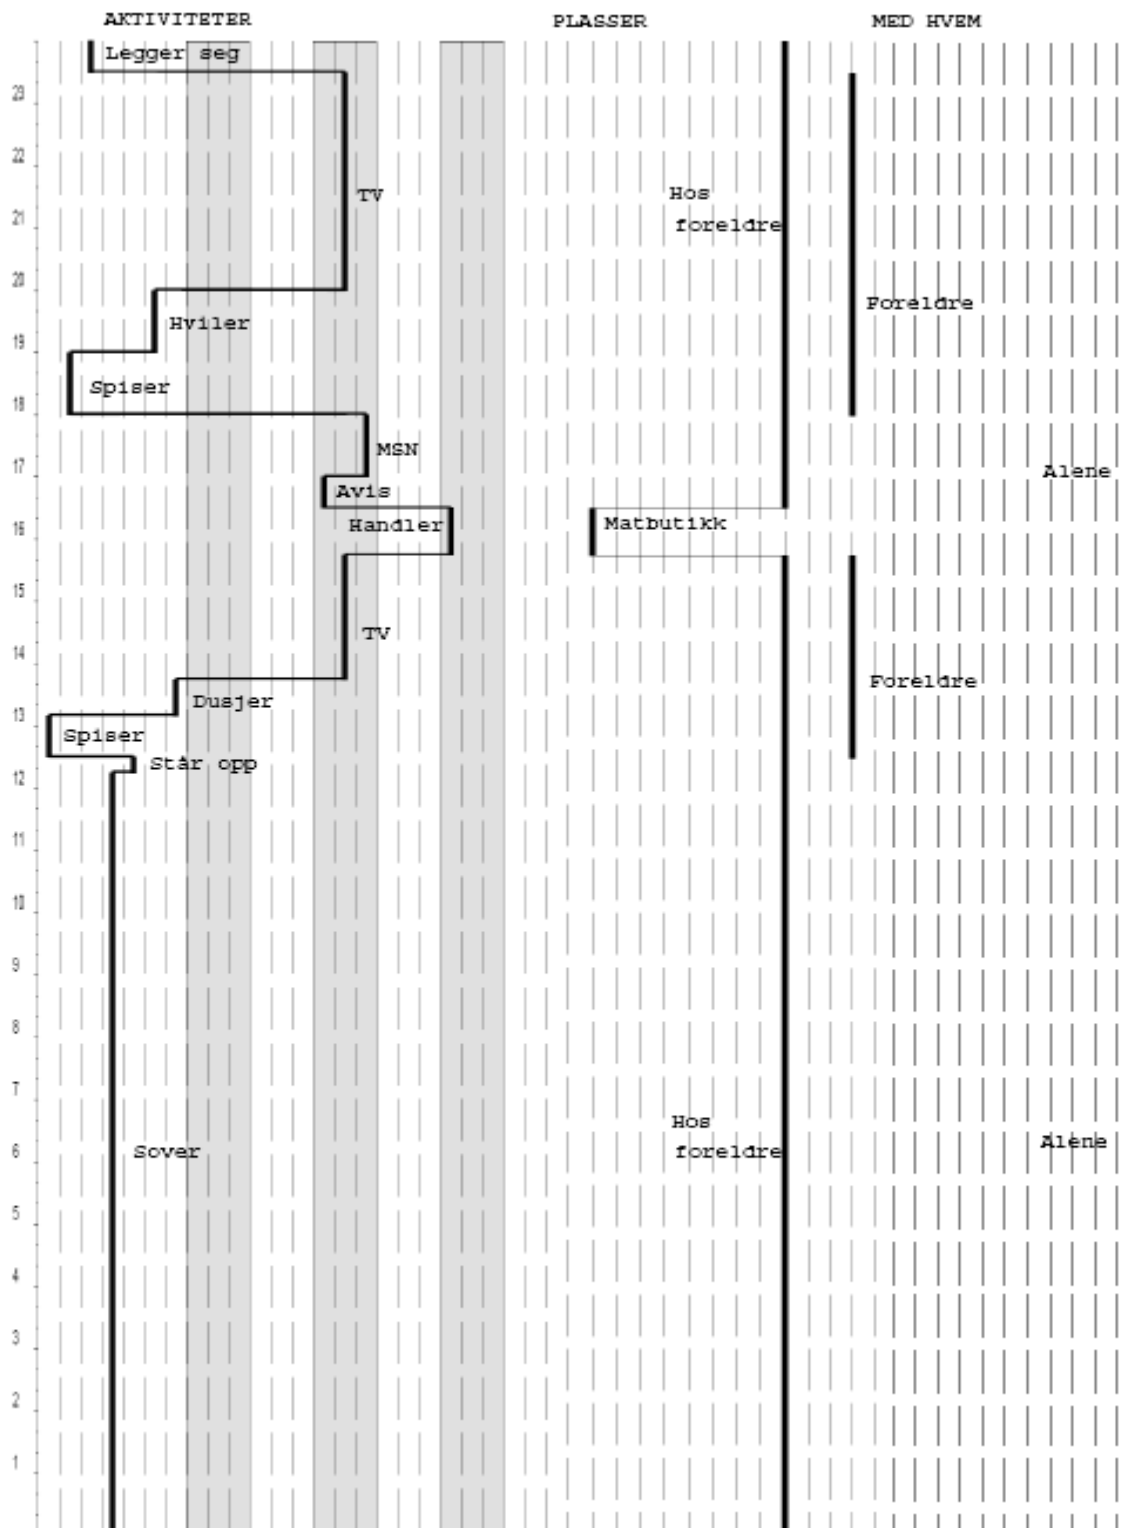 AKTIVITETER PLASSER MED HVEM
Legger seg
23
22
TV Hos
21 foreldre
20
Foreldre
Hviler
19
Spiser
18
MSN
17 Alene
Avis
16 Handler Matbutikk
15
TV
14
Foreldre
Dusjer
13
Spiser
Står opp
12
11
10
9
8
7
Hos
6 Sover foreldre Alene
5
4
3
2
1